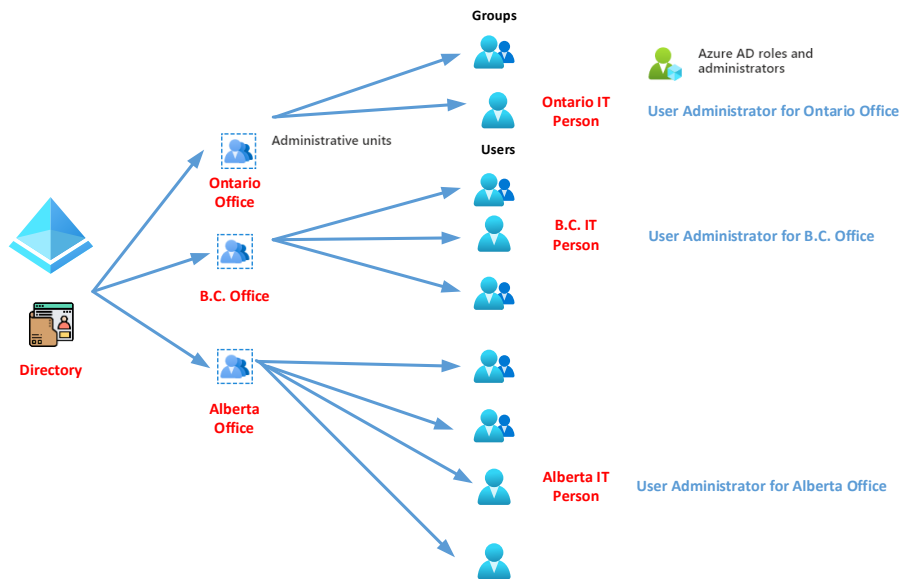 Groups
Azure AD roles and
administrators
Ontario IT
Person
User Administrator for Ontario Office
Administrative units
Users
Ontario
Office
B.C. IT
Person
User Administrator for B.C. Office
B.C. Office
Directory
Alberta
Office
Alberta IT
Person
User Administrator for Alberta Office